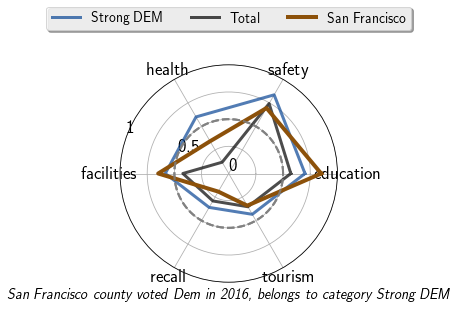 Strong DEM Total San Francisco
health safety
1
0,5
0
facilities education
recall tourism
San Francisco county voted Dem in 2016, belongs to category Strong DEM